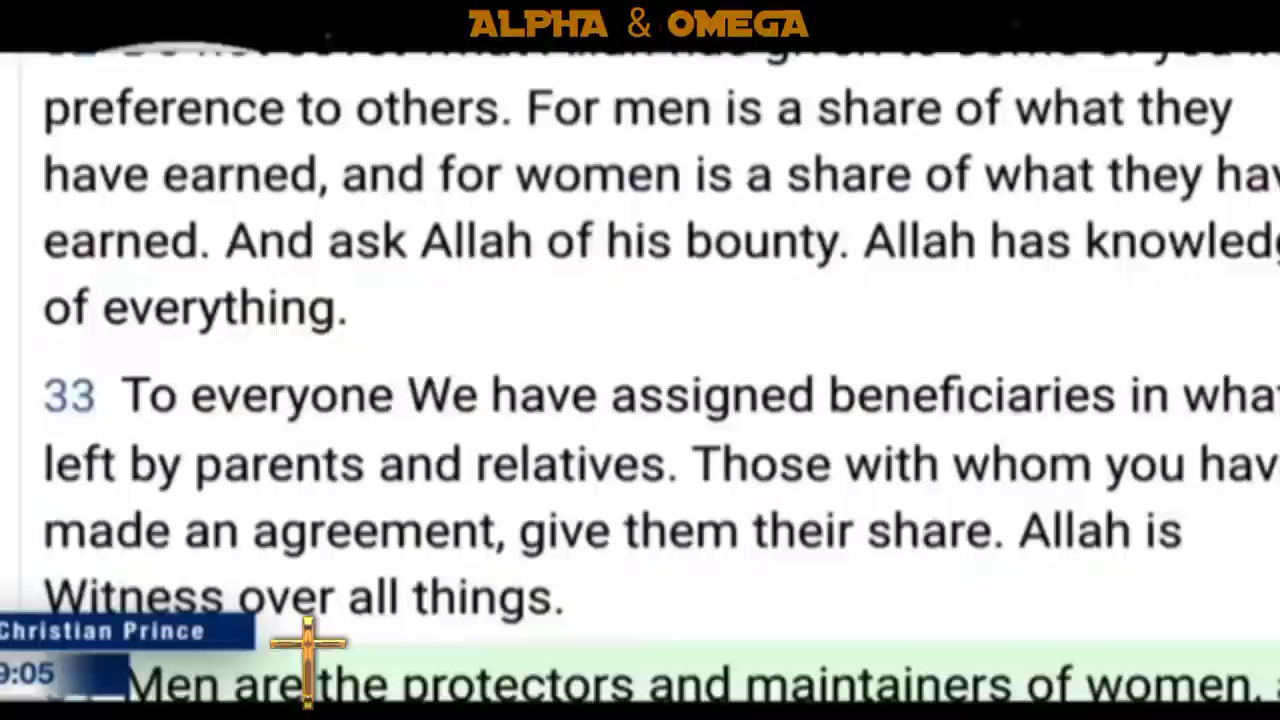 ALPHA & OMEGA
preference to others. For men is a share of what they
have earned, and for women is a share of what they hav
earned. And ask Allah of his bounty. Allah has knowledg
of everything.
33 To everyone We have assigned beneficiaries in what
left by parents and relatives. Those with whom you hav
made an agreement, give them their share. Allah is
Witness over all things.
Christian Prince
9:05
Men are the protectors and maintainers of women,